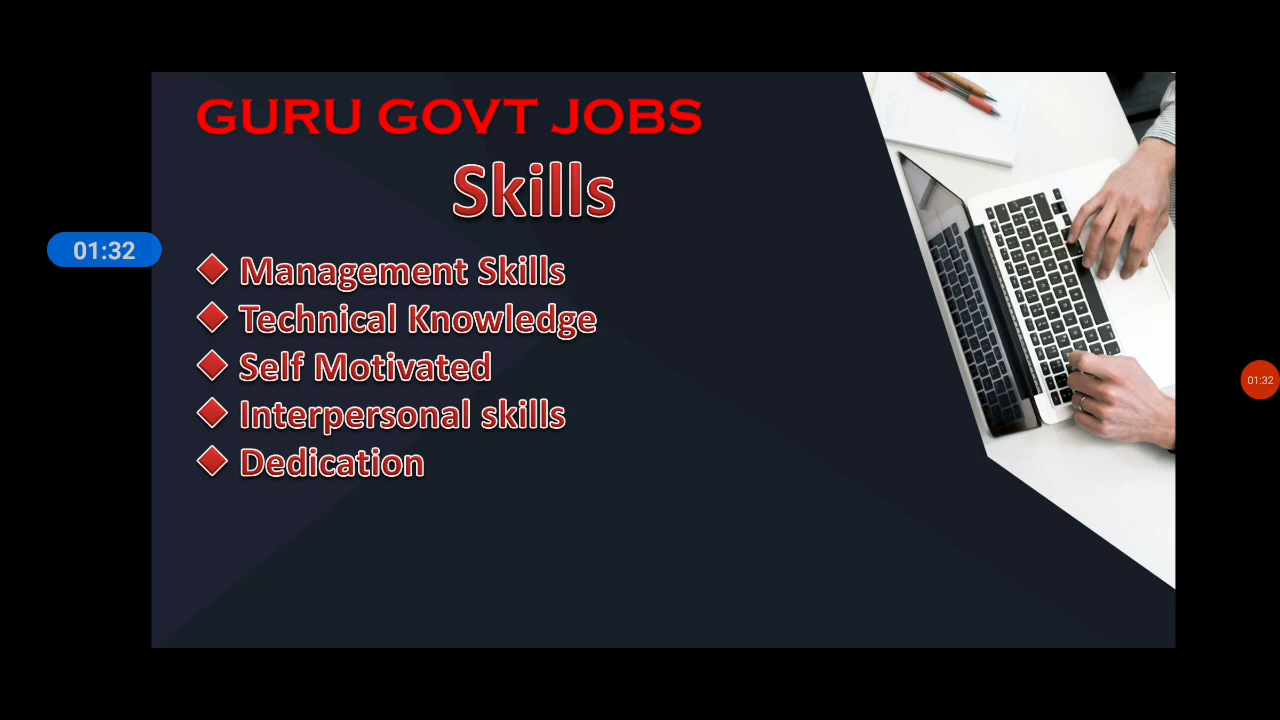 GURU GOVT JOBS
Skills
01:32
Management Skills
Technical Knowledge
Self Motivated
01:32
Interpersonal skills
Dedication